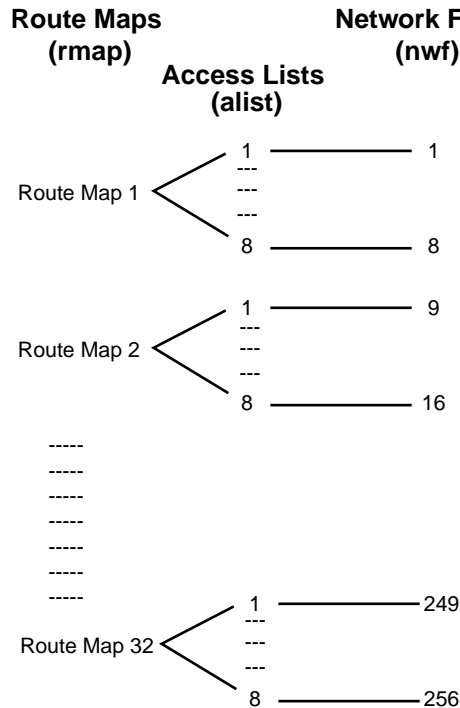 Route Maps
(rmap)
Network F
(nwf)
Access Lists
(alist)
1 1
---
Route Map 1 ---
---
8 8
1 9
---
Route Map 2 ---
---
8 16
-----
-----
-----
-----
-----
-----
-----
1 249
---
Route Map 32 ---
---
8 256